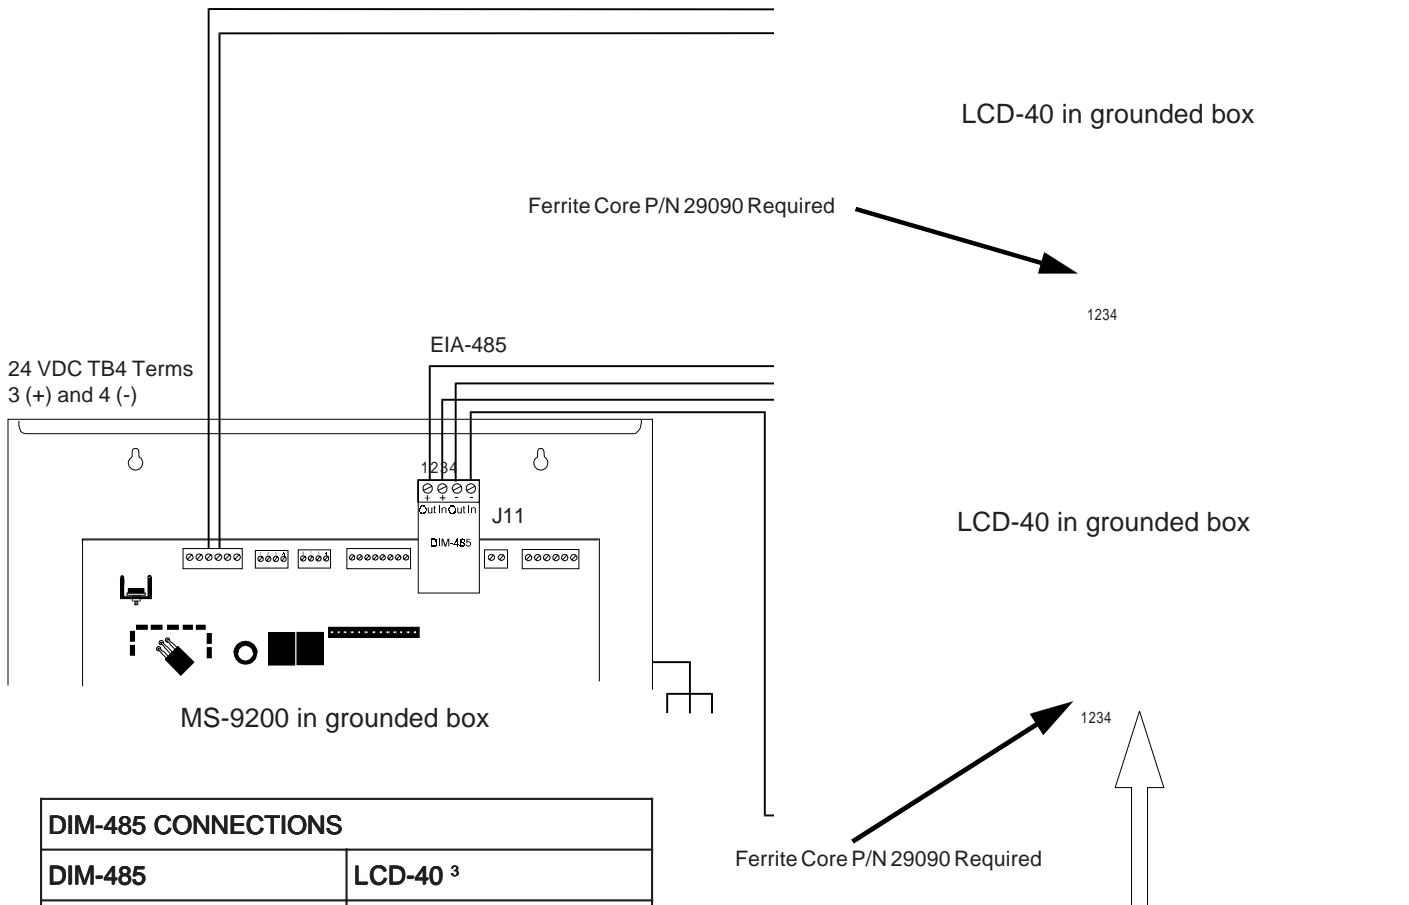 LCD-40 in grounded box
Ferrite Core P/N 29090 Required
1234
EIA-485
24 VDC TB4 Terms
3 (+) and 4 (-)
1234
+ + - -
Out In Out In
J11
DIM-485
LCD-40 in grounded box
MS-9200 in grounded box
1234
DIM-485 CONNECTIONS
Ferrite Core P/N 29090 Required
DIM-485 LCD-40 ³